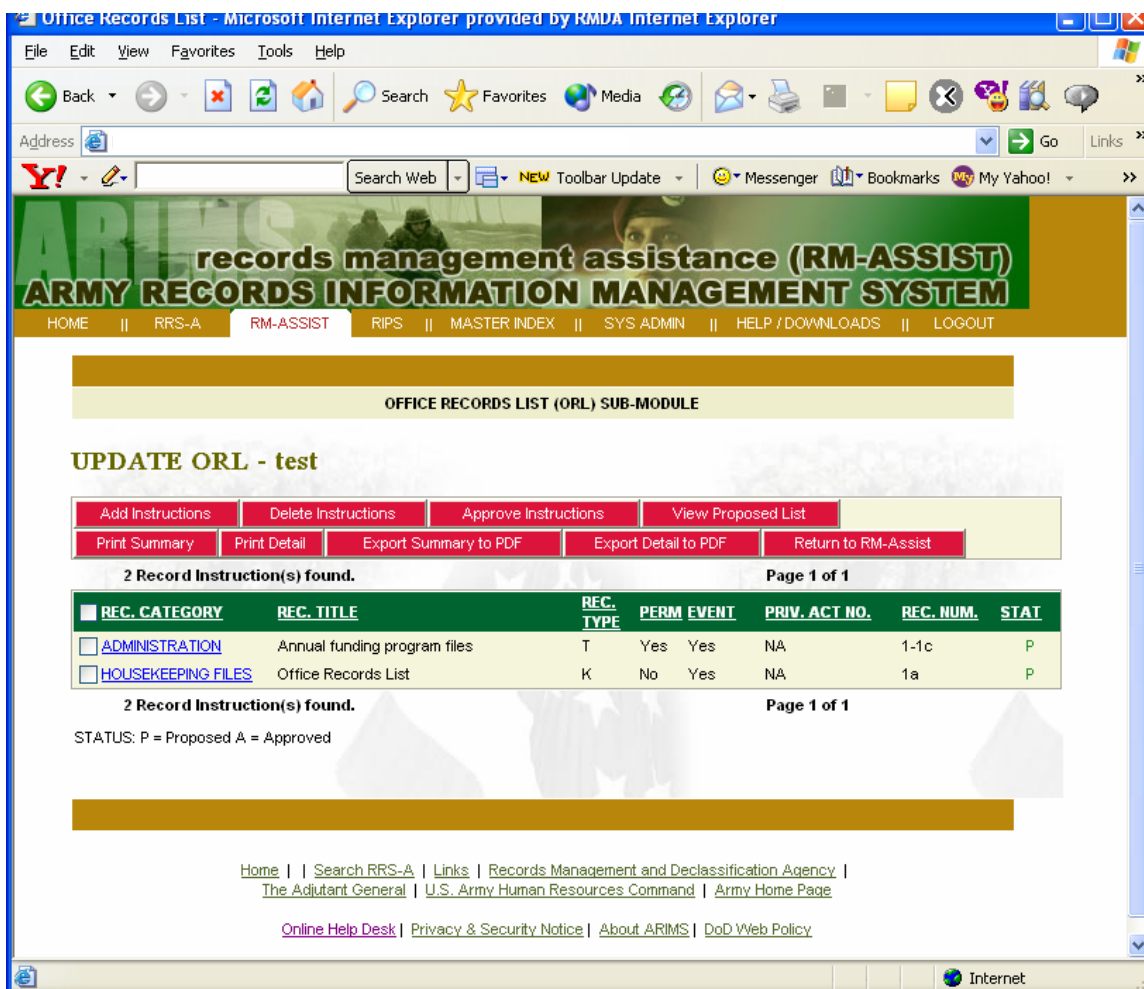 Office Records List - Microsoft Internet Explorer provided by RMDA Internet Explorer
File Edit View Favorites Tools Help
Back Search Favorites Media
Address Go Links
Y! Search Web NEW Toolbar Update Messenger Bookmarks My My Yahoo!
ARIMS
records management assistance (RM-ASSIST)
ARMY RECORDS INFORMATION MANAGEMENT SYSTEM
HOME || RRS-A RM-ASSIST RIPS || MASTER INDEX || SYS ADMIN || HELP / DOWNLOADS || LOGOUT
OFFICE RECORDS LIST (ORL) SUB-MODULE
UPDATE ORL - test
Add Instructions Delete Instructions Approve Instructions View Proposed List
Print Summary Print Detail Export Summary to PDF Export Detail to PDF Return to RM-Assist
2 Record Instruction(s) found. Page 1 of 1
REC. CATEGORY REC. TITLE REC. TYPE PERM EVENT PRIV. ACT NO. REC. NUM. STAT
ADMINISTRATION Annual funding program files T Yes Yes NA 1-1c P
HOUSEKEEPING FILES Office Records List K No Yes NA 1a P
2 Record Instruction(s) found. Page 1 of 1
STATUS: P = Proposed A = Approved
Home | | Search RRS-A | Links | Records Management and Declassification Agency |
The Adjutant General | U.S. Army Human Resources Command | Army Home Page
Online Help Desk | Privacy & Security Notice | About ARIMS | DoD Web Policy
Internet